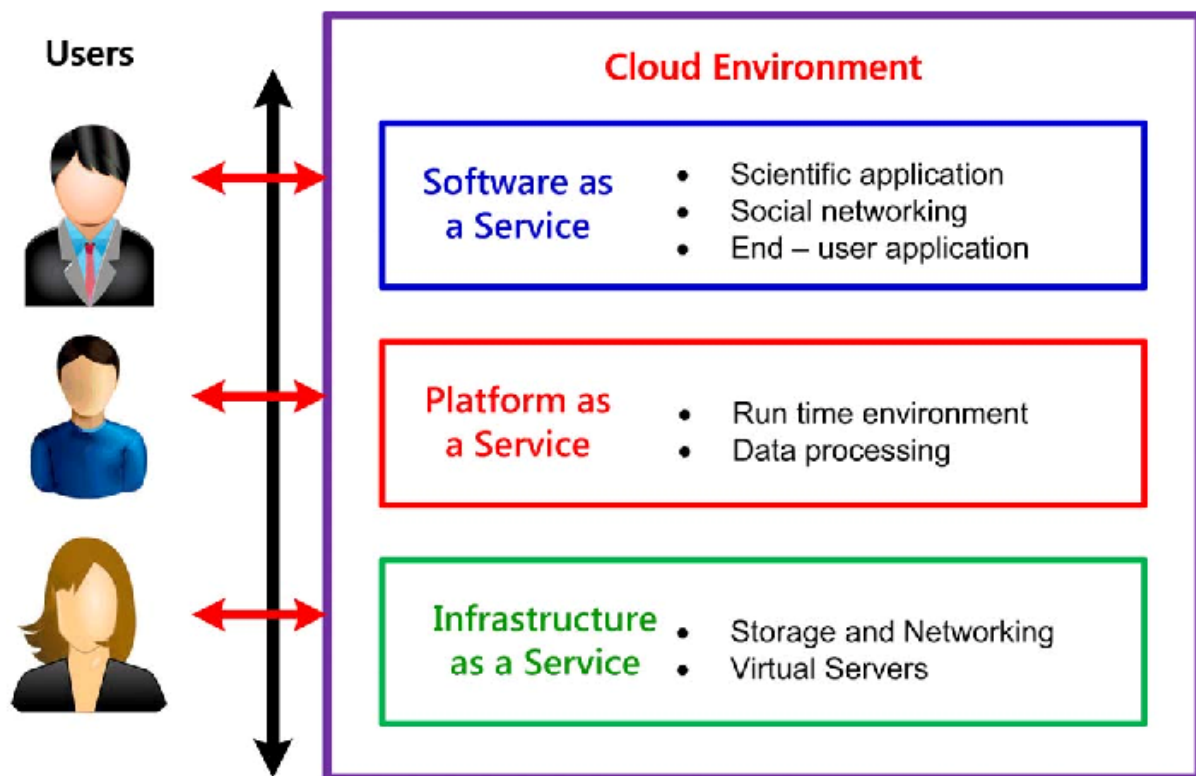 Users
Cloud Environment
Software as
a Service
• Scientific application
• Social networking
• End – user application
Platform as
a Service
• Run time environment
• Data processing
Infrastructure
as a Service
• Storage and Networking
• Virtual Servers